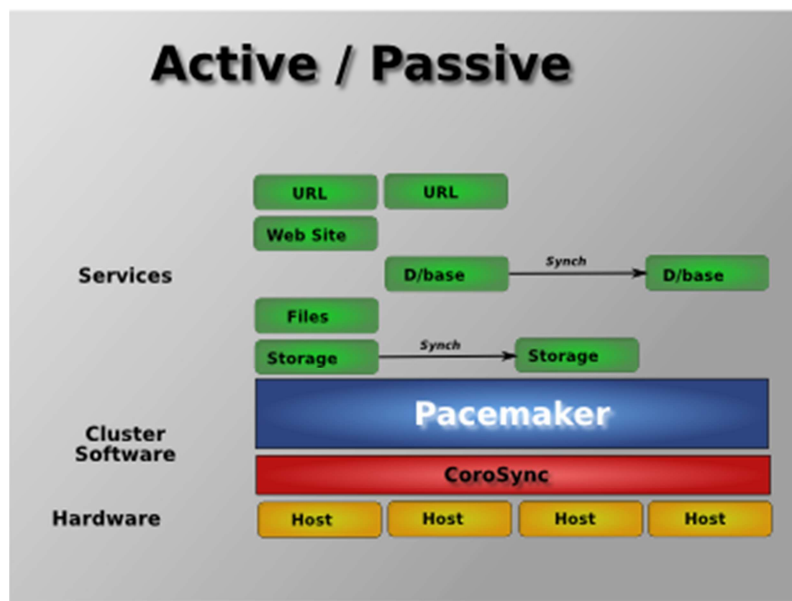 Active / Passive
URL URL
Web Site
Services D/base Synch D/base
Files
Storage Synch Storage
Pacemaker
Cluster
Software
CoroSync
Hardware Host Host Host Host